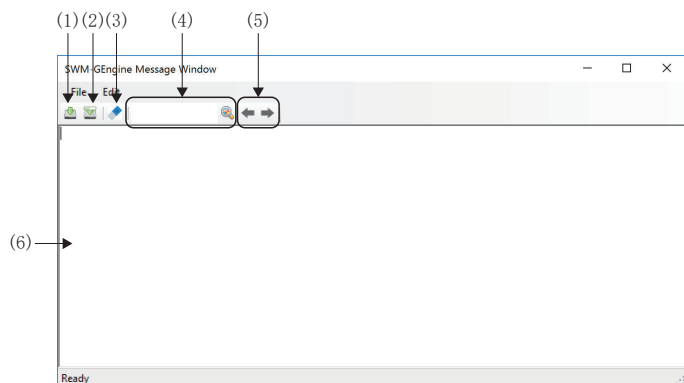 (1)(2)(3) (4) (5)
SWM-GEngine Message Window
File Edit
(6)
Ready